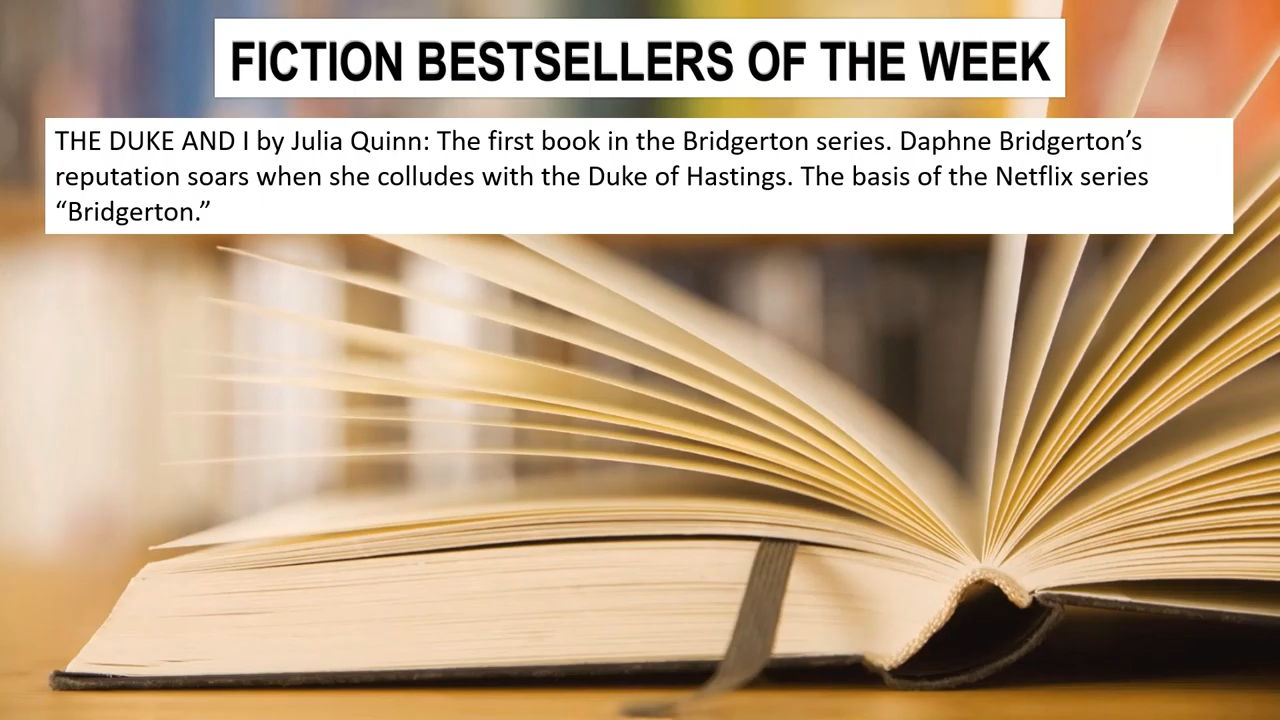 FICTION BESTSELLERS OF THE WEEK
THE DUKE AND I by Julia Quinn: The first book in the Bridgerton series. Daphne Bridgerton’s
reputation soars when she colludes with the Duke of Hastings. The basis of the Netflix series
“Bridgerton.”